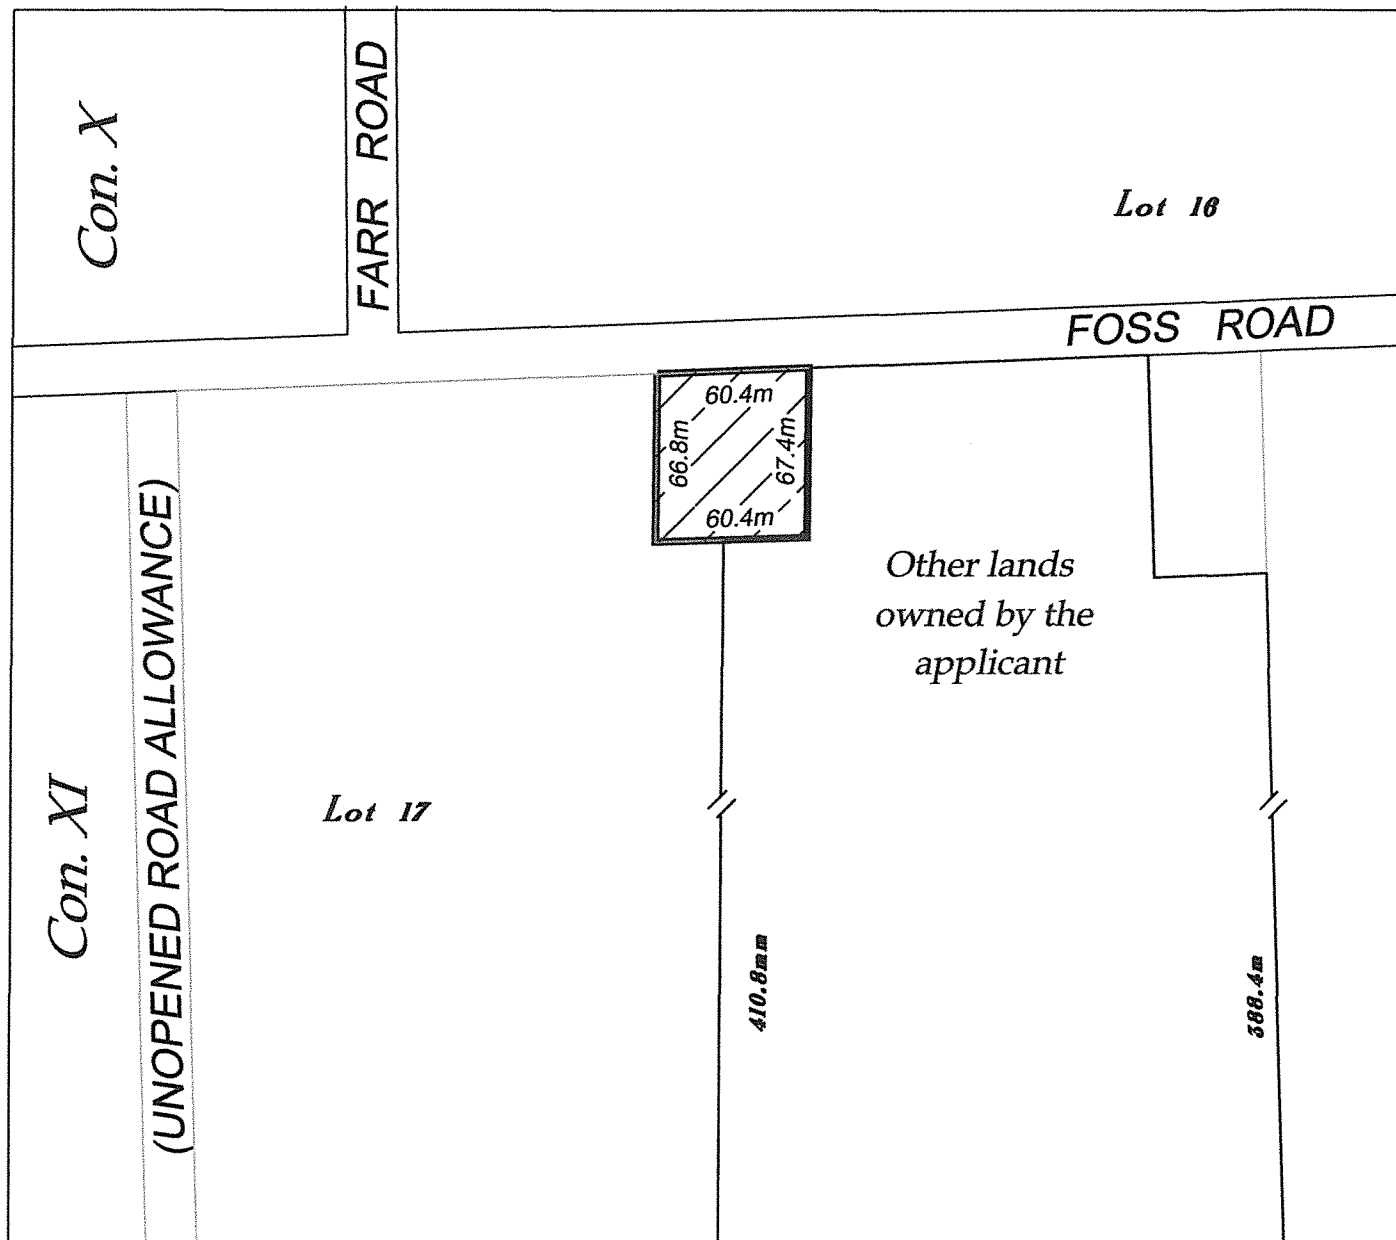 Con. X
FARR ROAD
Lot 16
FOSS ROAD
60.4m
66.8m
67.4m
60.4m
Other lands
owned by the
applicant
(UNOPENED ROAD ALLOWANCE)
Con. XI
Lot 17
410.8mm
388.4m